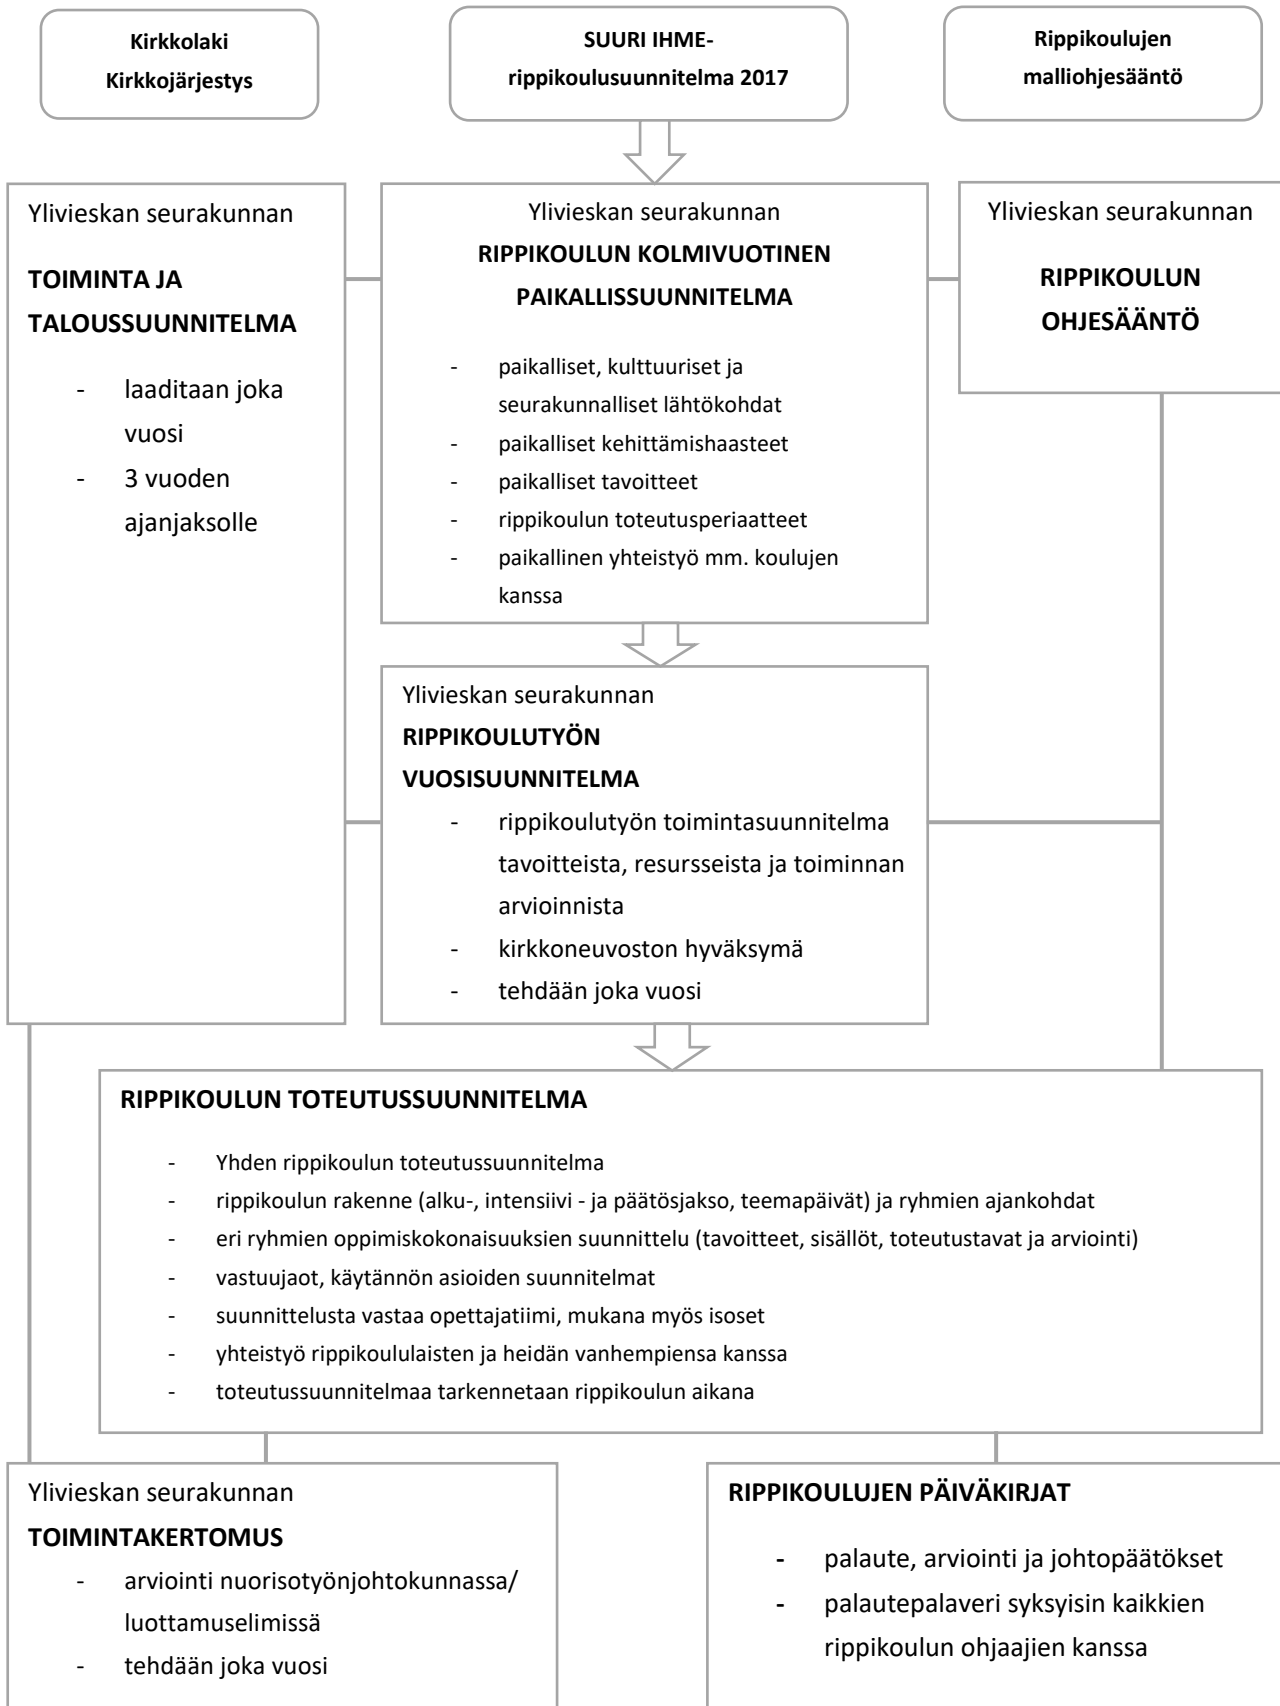 Kirkkolaki
Kirkkojärjestys
SUURI IHME-
rippikoulusuunnitelma 2017
Rippikoulujen
malliohjesääntö
Ylivieskan seurakunnan
TOIMINTA JA
TALOUSSUUNNITELMA
- laaditaan joka
vuosi
- 3 vuoden
ajanjaksolle
Ylivieskan seurakunnan
RIPPIKOULUN KOLMIVUOTINEN
PAIKALLISSUUNNITELMA
- paikalliset, kulttuuriset ja
seurakunnalliset lähtökohdat
- paikalliset kehittämishaasteet
- paikalliset tavoitteet
- rippikoulun toteutusperiaatteet
- paikallinen yhteistyö mm. koulujen
kanssa
Ylivieskan seurakunnan
RIPPIKOULUN
OHJESÄÄNTÖ
Ylivieskan seurakunnan
RIPPIKOULUTYÖN
VUOSISUUNNITELMA
- rippikoulutyön toimintasuunnitelma
tavoitteista, resursseista ja toiminnan
arvioinnista
- kirkkoneuvoston hyväksymä
- tehdään joka vuosi
RIPPIKOULUN TOTEUTUSSUUNNITELMA
- Yhden rippikoulun toteutussuunnitelma
- rippikoulun rakenne (alku-, intensiivi - ja päätösjakso, teemapäivät) ja ryhmien ajankohdat
- eri ryhmien oppimiskokonaisuuksien suunnittelu (tavoitteet, sisällöt, toteutustavat ja arviointi)
- vastuujaot, käytännön asioiden suunnitelmat
- suunnittelusta vastaa opettajatiimi, mukana myös isoset
- yhteistyö rippikoululaisten ja heidän vanhempiensa kanssa
- toteutussuunnitelmaa tarkennetaan rippikoulun aikana
Ylivieskan seurakunnan
TOIMINTAKERTOMUS
- arviointi nuorisotyönjohtokunnassa/
luottamuselimissä
- tehdään joka vuosi
RIPPIKOULUJEN PÄIVÄKIRJAT
- palaute, arviointi ja johtopäätökset
- palautepalaveri syksyisin kaikkien
rippikoulun ohjaajien kanssa